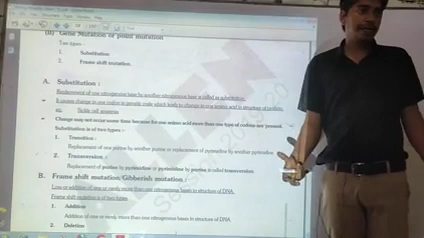 (B) Gene Mutation or point mutation
Two types -
1. Substitution
2. Frame shift mutation.
A. Substitution :
Replacement of one nitrogenous base by another nitrogenous base is called as substitution.
It causes change in one codon in genetic code which leads to change in one amino acid in structure of protein.
eg. Sickle cell anaemia
Change may not occur some time because for one amino acid more than one type of codons are present.
Substitution is of two types :-
1. Transition :
Replacement of one purine by another purine or replacement of pyrimidine by another pyrimidine
2. Transversion :
Replacement of purine by pyrimidine or pyrimidine by purine is called transversion.
B. Frame shift mutation/Gibberish mutation :
Loss or addition of one or rarely more than one nitrogenous bases in structure of DNA.
Frame shift mutation is of two types
1. Addition
Addition of one or rarely more than one nitrogenous bases in structure of DNA.
2. Deletion